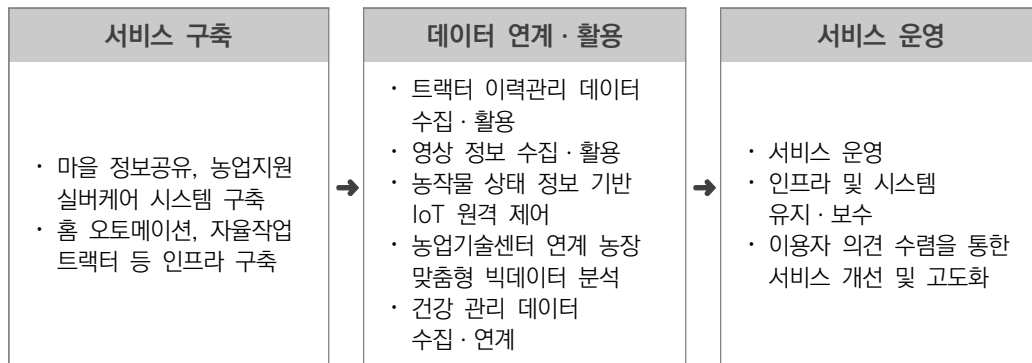 서비스 구축
· 마을 정보공유, 농업지원
실버케어 시스템 구축
· 홈 오토메이션, 자율작업
트랙터 등 인프라 구축
➜
데이터 연계 · 활용
· 트랙터 이력관리 데이터
수집 · 활용
· 영상 정보 수집 · 활용
· 농작물 상태 정보 기반
IoT 원격 제어
· 농업기술센터 연계 농장
맞춤형 빅데이터 분석
· 건강 관리 데이터
수집 · 연계
➜
서비스 운영
· 서비스 운영
· 인프라 및 시스템
유지 · 보수
· 이용자 의견 수렴을 통한
서비스 개선 및 고도화